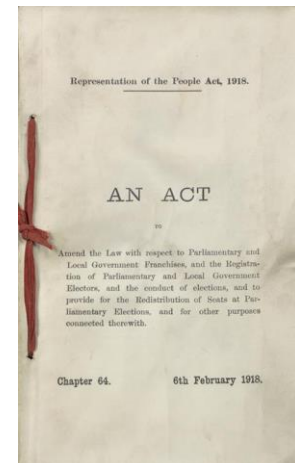 Representation of the People Act, 1918.
AN ACT
TO
Amend the Law with respect to Parliamentary and
Local Government Franchises, and the Registra-
tion of Parliamentary and Local Government
Electors, and the conduct of elections, and to
provide for the Redistribution of Seats at Par-
liamentary Elections, and for other purposes
connected therewith.
Chapter 64. 6th February 1918.